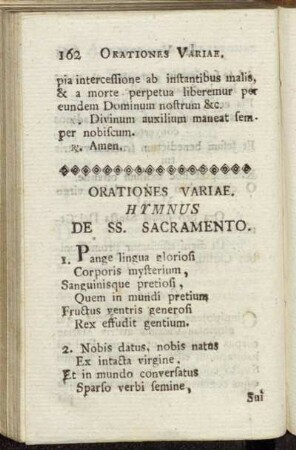 162 ORATIONES VARIAE.
pia intercessione ab instantibus malis,
& a morte perpetua liberemur per
eundem Dominum nostrum &c.
. Divinum auxilium maneat sem-
per nobiscum.
℞. Amen.
ORATIONES VARIAE.
HYMNUS
DE SS. SACRAMENTO.
1. Pange lingua gloriosi
Corporis mysterium,
Sanguinisque pretiosi,
Quem in mundi pretium
Fructus ventris generosi
Rex effudit gentium.
2. Nobis datus, nobis natus
Ex intacta virgine,
Et in mundo conversatus
Sparso verbi semine,
Sui